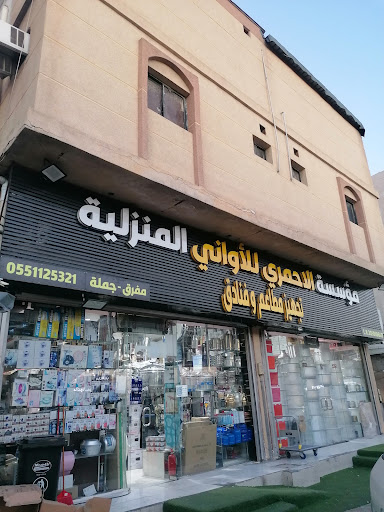 مؤسسة الاحمري للأواني المنزلية
تجهيز مطاعم وفنادق
مفرق - جملة 0551125321